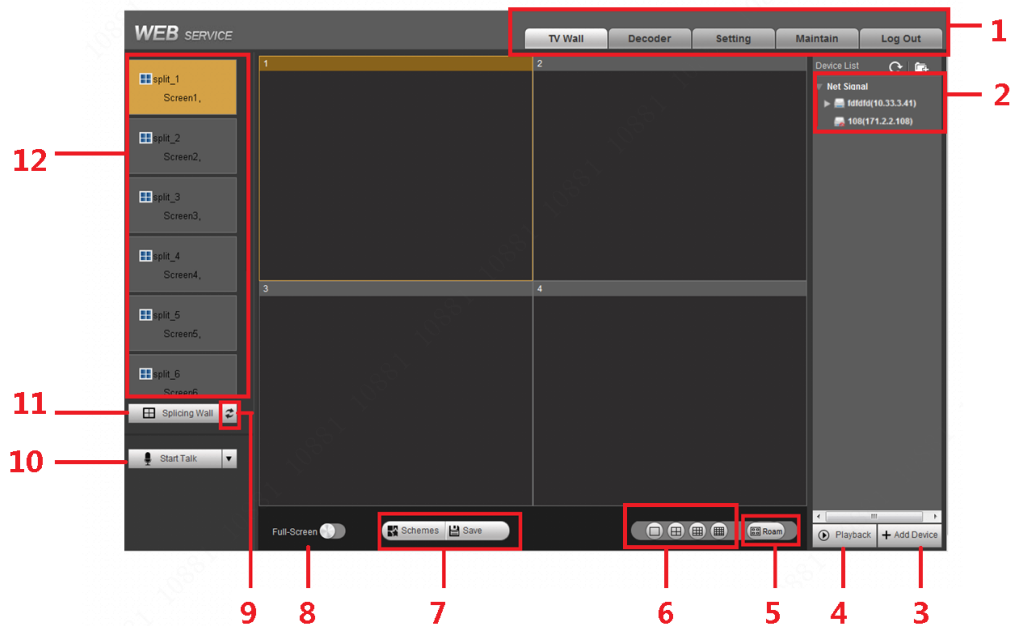 WEB SERVICE
TV Wall
Decoder
Setting
Maintain
Log Out
1
split_1
Screen1,
split_2
Screen2,
split_3
Screen3,
split_4
Screen4,
split_5
Screen5,
split_6
Screen6
12
1
2
3
4
Device List
Net Signal
fdfdfd(10.33.3.41)
108(171.2.2.108)
2
11
Splicing Wall
10
Start Talk
Full-Screen
Schemes
Save
Roam
Playback
Add Device
9
8
7
6
5
4
3